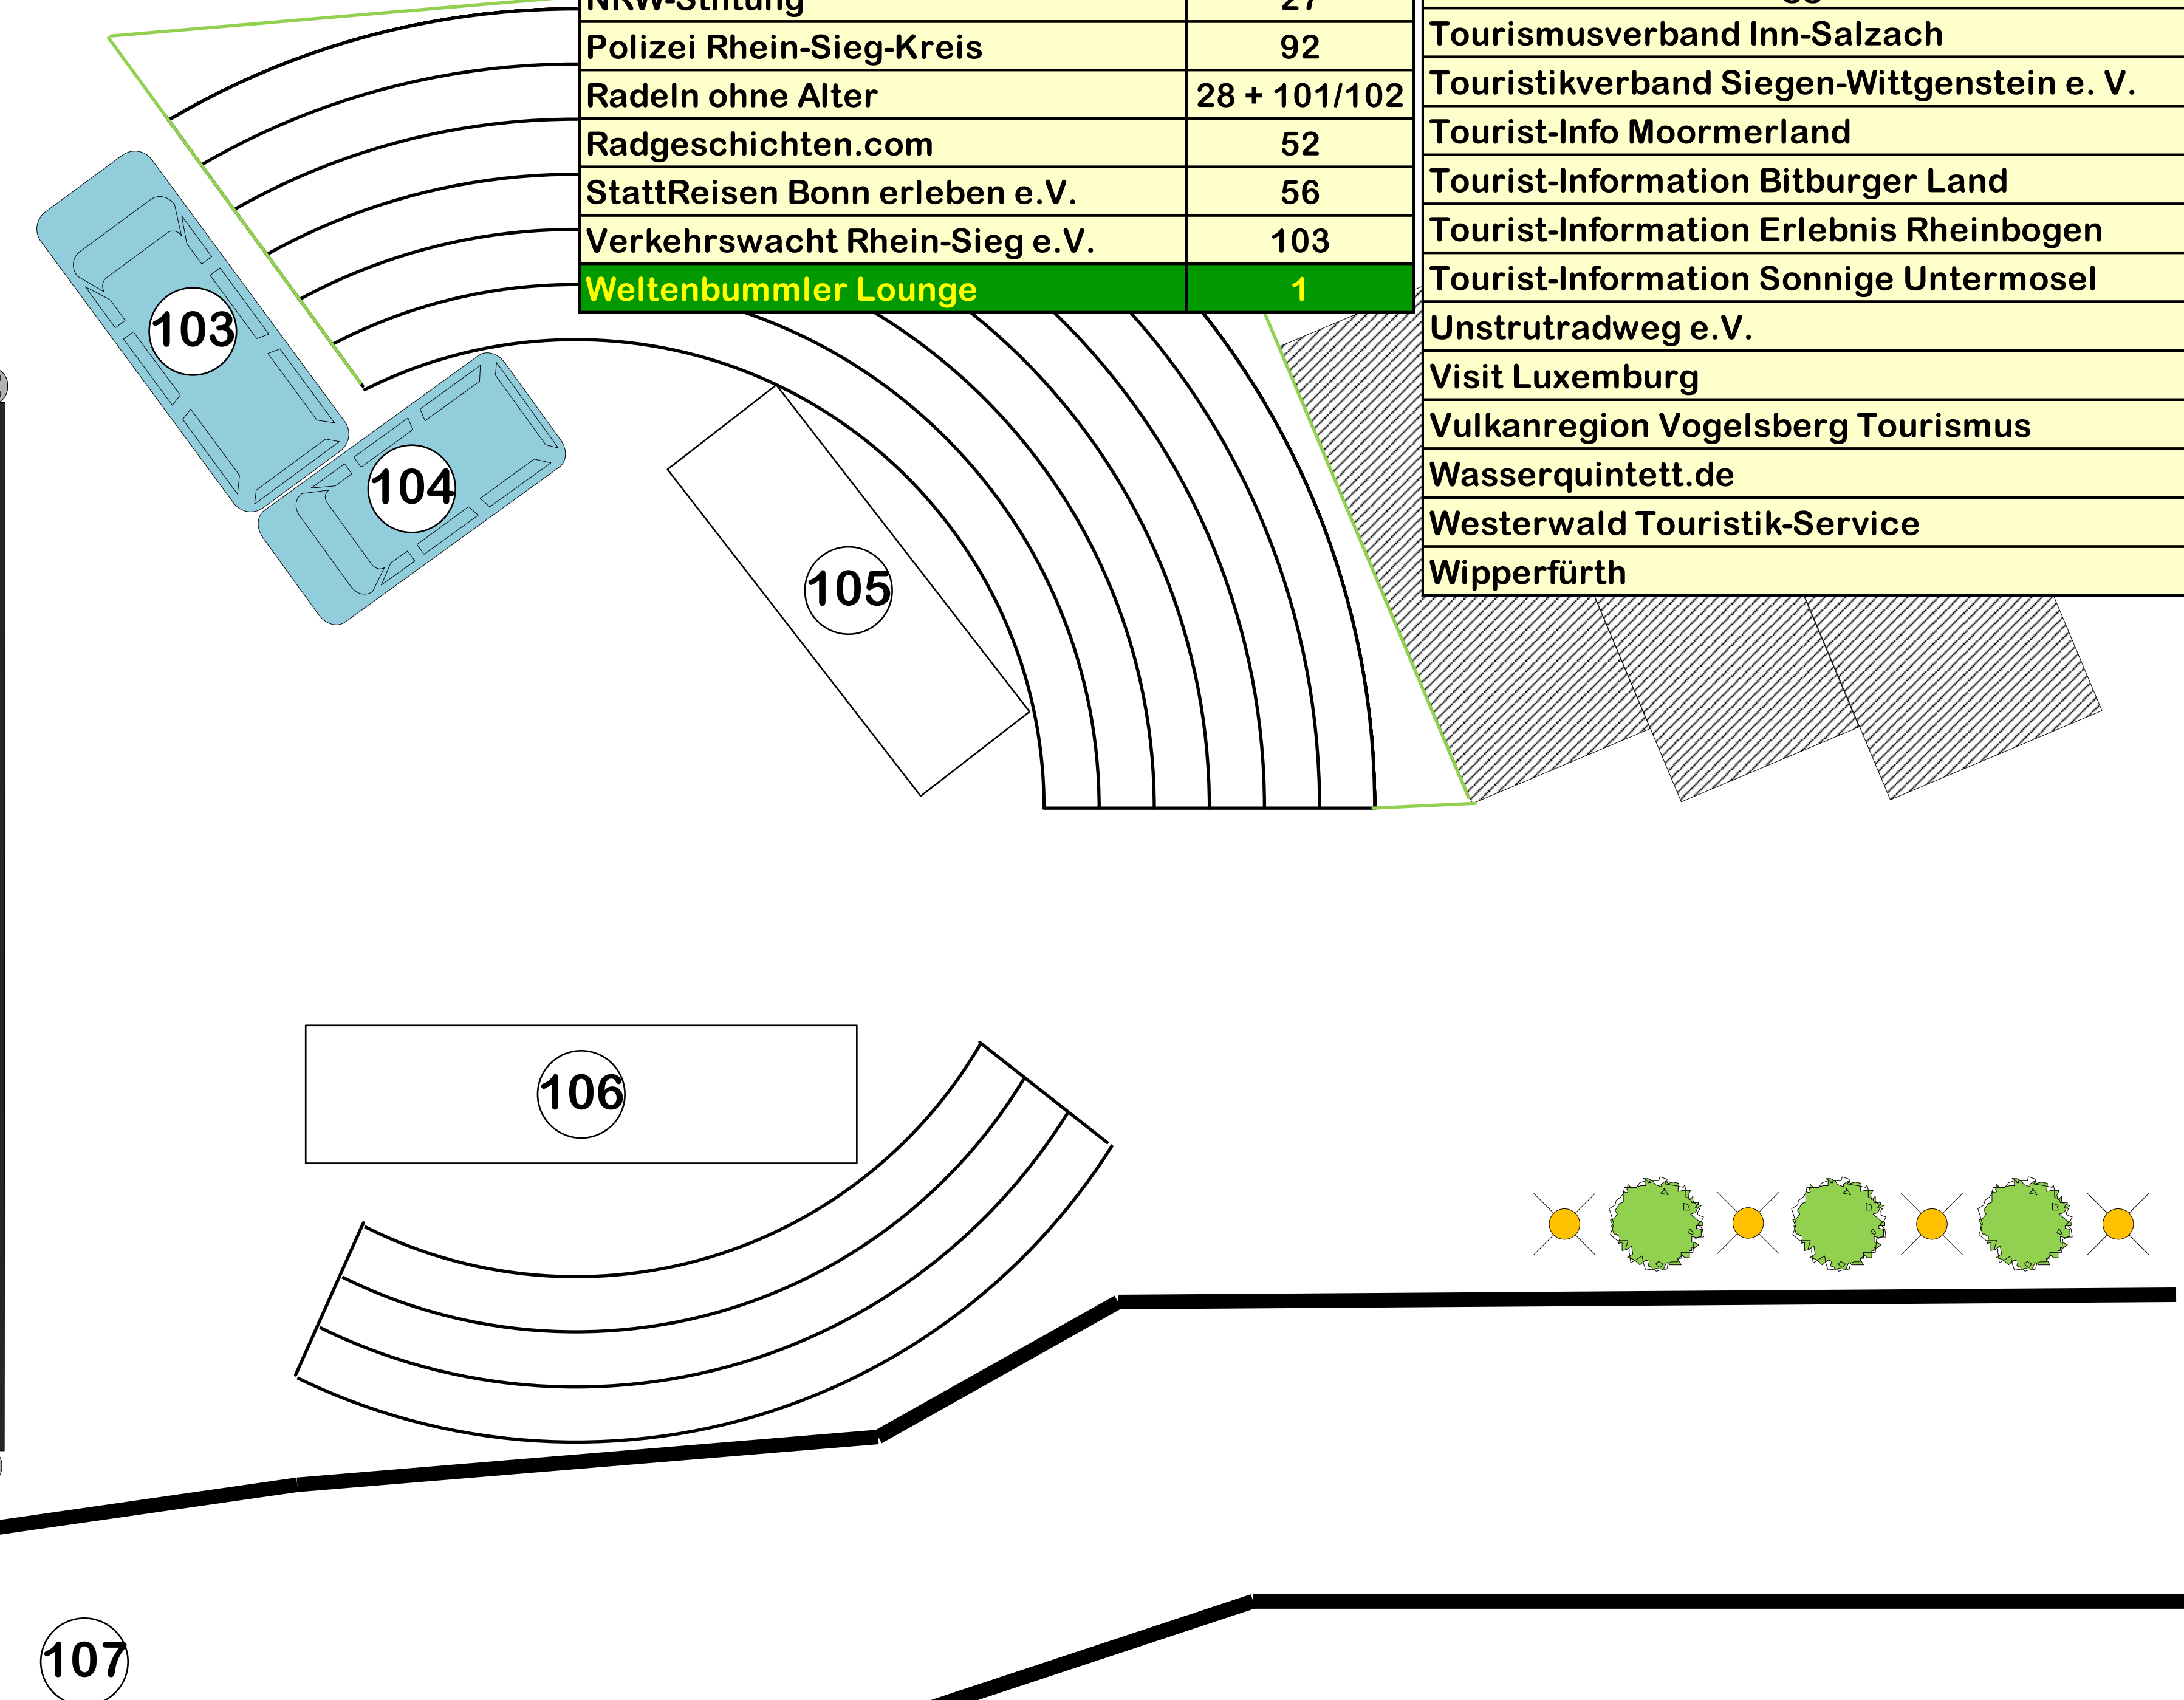 NRW-Stiftung 27
Polizei Rhein-Sieg-Kreis 92
Radeln ohne Alter 28 + 101/102
Radgeschichten.com 52
StattReisen Bonn erleben e.V. 56
Verkehrswacht Rhein-Sieg e.V. 103
Weltenbummler Lounge 1
Tourismusverband Inn-Salzach
Touristikverband Siegen-Wittgenstein e. V.
Tourist-Info Moormerland
Tourist-Information Bitburger Land
Tourist-Information Erlebnis Rheinbogen
Tourist-Information Sonnige Untermosel
Unstrutradweg e.V.
Visit Luxemburg
Vulkanregion Vogelsberg Tourismus
Wasserquintett.de
Westerwald Touristik-Service
Wipperfürth
103
104
105
106
107